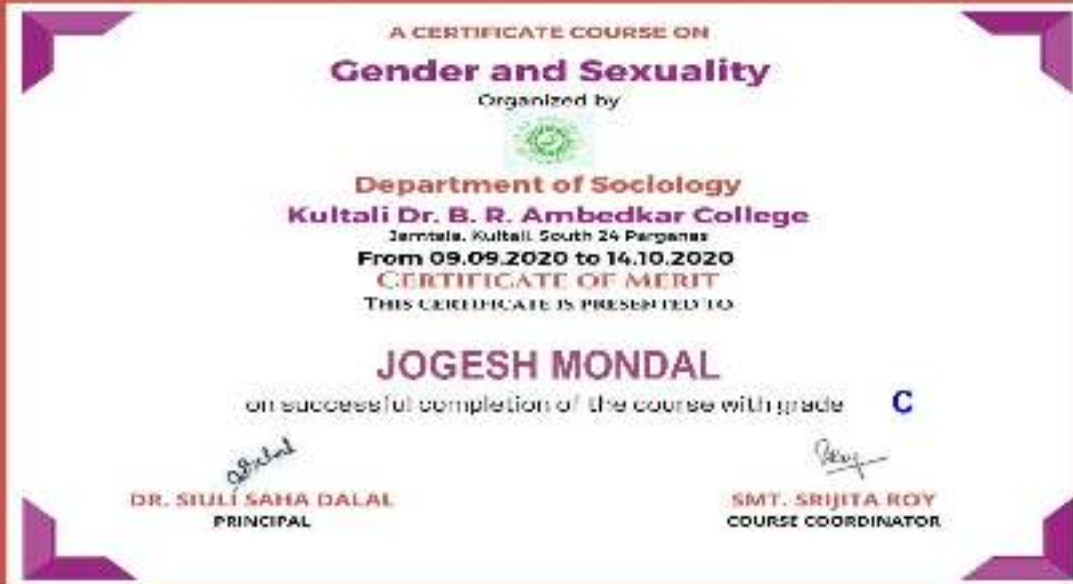 A CERTIFICATE COURSE ON
Gender and Sexuality
Organized by
Department of Sociology
Kultali Dr. B. R. Ambedkar College
Jamtala, Kultali, South 24 Parganas
From 09.09.2020 to 14.10.2020
CERTIFICATE OF MERIT
THIS CERTIFICATE IS PRESENTED TO
JOGESH MONDAL
on successful completion of the course with grade C
DR. SIULI SAHA DALAL
PRINCIPAL
SMT. SRIJITA ROY
COURSE COORDINATOR